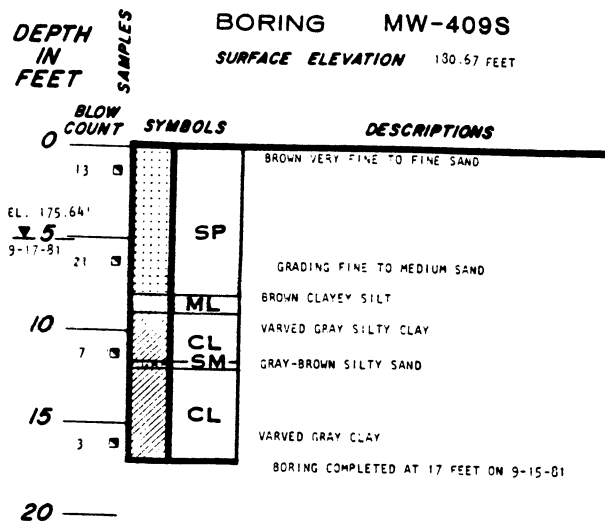 BORING MW-409S
DEPTH IN FEET
SAMPLES
SURFACE ELEVATION 130.67 FEET
BLOW COUNT
SYMBOLS
DESCRIPTIONS
0
BROWN VERY FINE TO FINE SAND
13
EL. 175.64'
5
9-17-81
SP
21
GRADING FINE TO MEDIUM SAND
ML
BROWN CLAYEY SILT
10
VARVED GRAY SILTY CLAY
CL
7
SM
GRAY-BROWN SILTY SAND
CL
15
VARVED GRAY CLAY
3
BORING COMPLETED AT 17 FEET ON 9-15-81
20